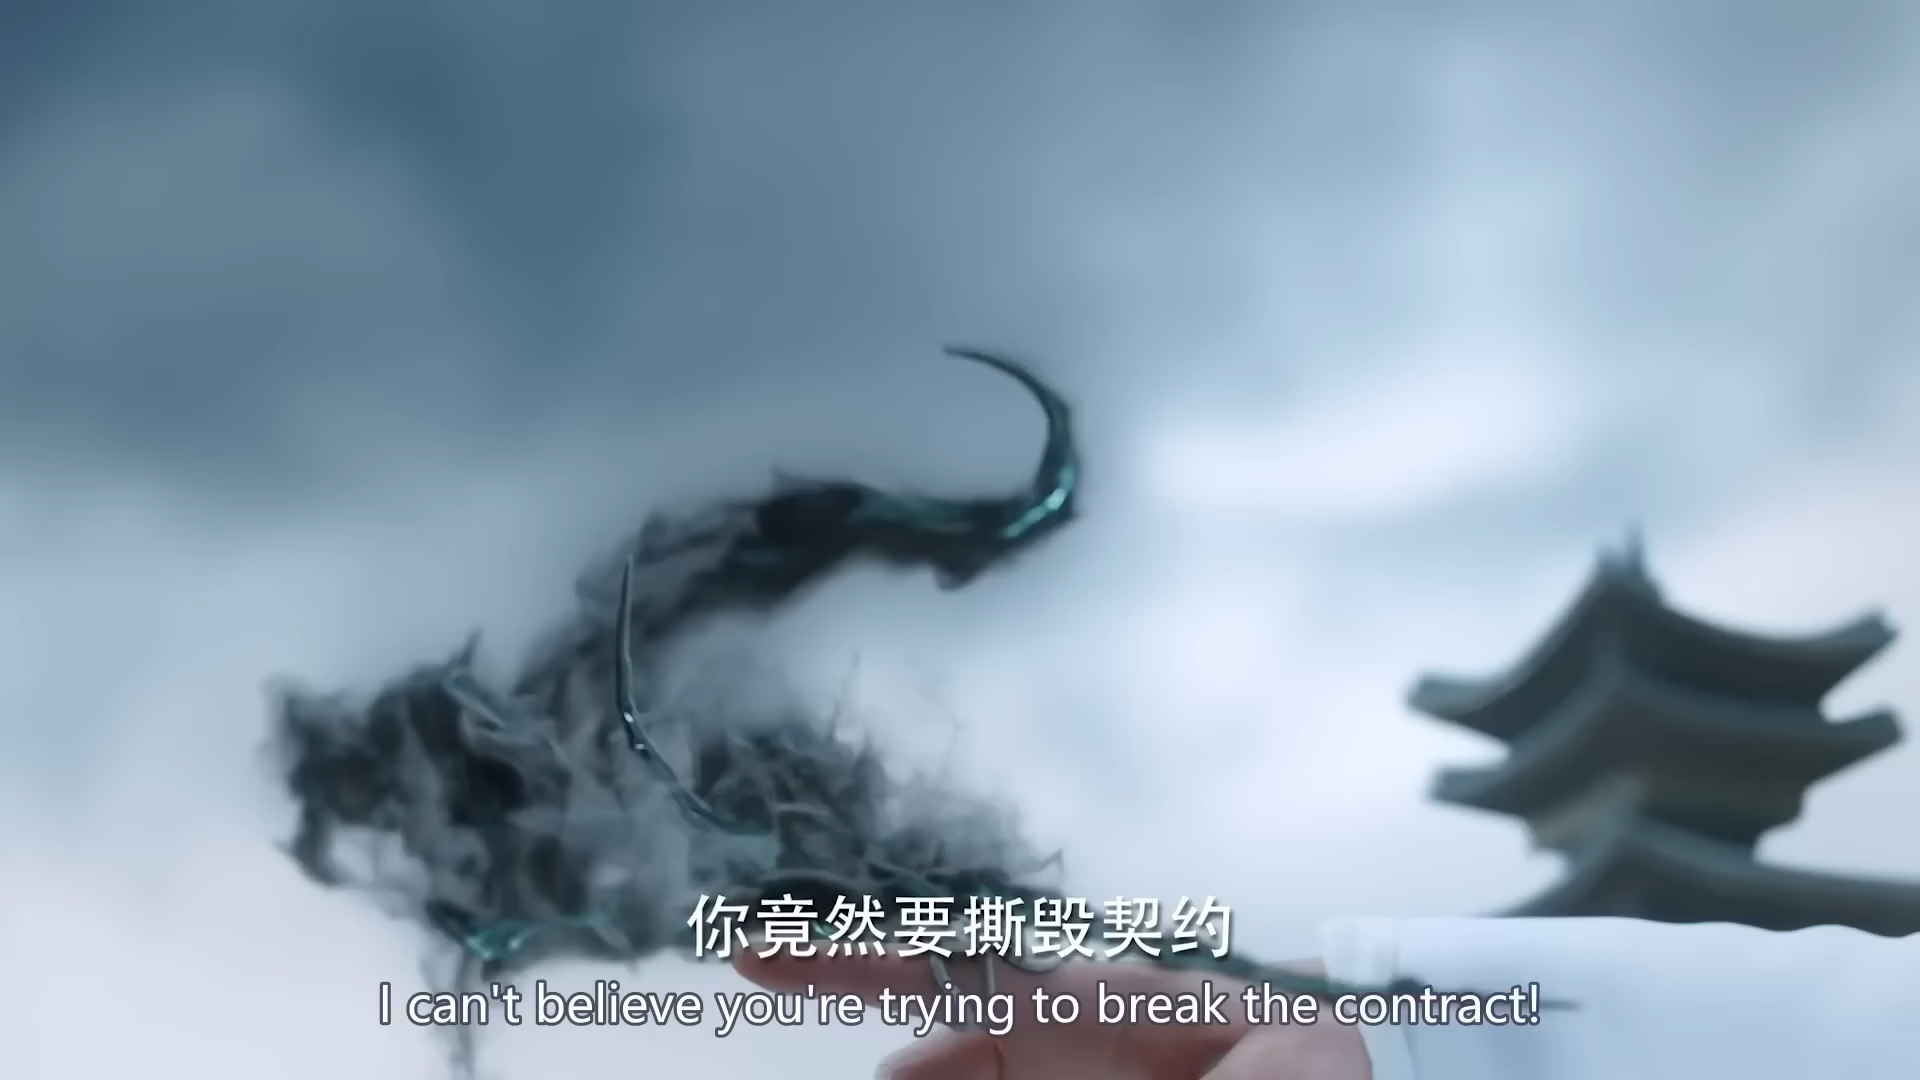 你竟然要撕毁契约
I can't believe you're trying to break the contract!